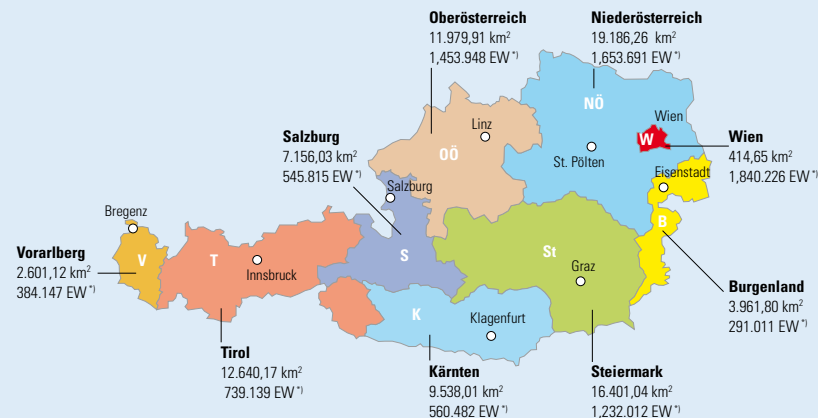 Oberösterreich
11.979,91 km²
1,453.948 EW *)
Niederösterreich
19.186,26 km²
1,653.691 EW *)
NÖ
Wien
W
Wien
414,65 km²
1,840.226 EW *)
Linz
OÖ
St. Pölten
Salzburg
7.156,03 km²
545.815 EW *)
Salzburg
Eisenstadt
B
Bregenz
Vorarlberg
2.601,12 km²
384.147 EW *)
V
T
Innsbruck
S
St
Graz
Burgenland
3.961,80 km²
291.011 EW *)
K
Klagenfurt
Tirol
12.640,17 km²
739.139 EW *)
Kärnten
9.538,01 km²
560.482 EW *)
Steiermark
16.401,04 km²
1,232.012 EW *)